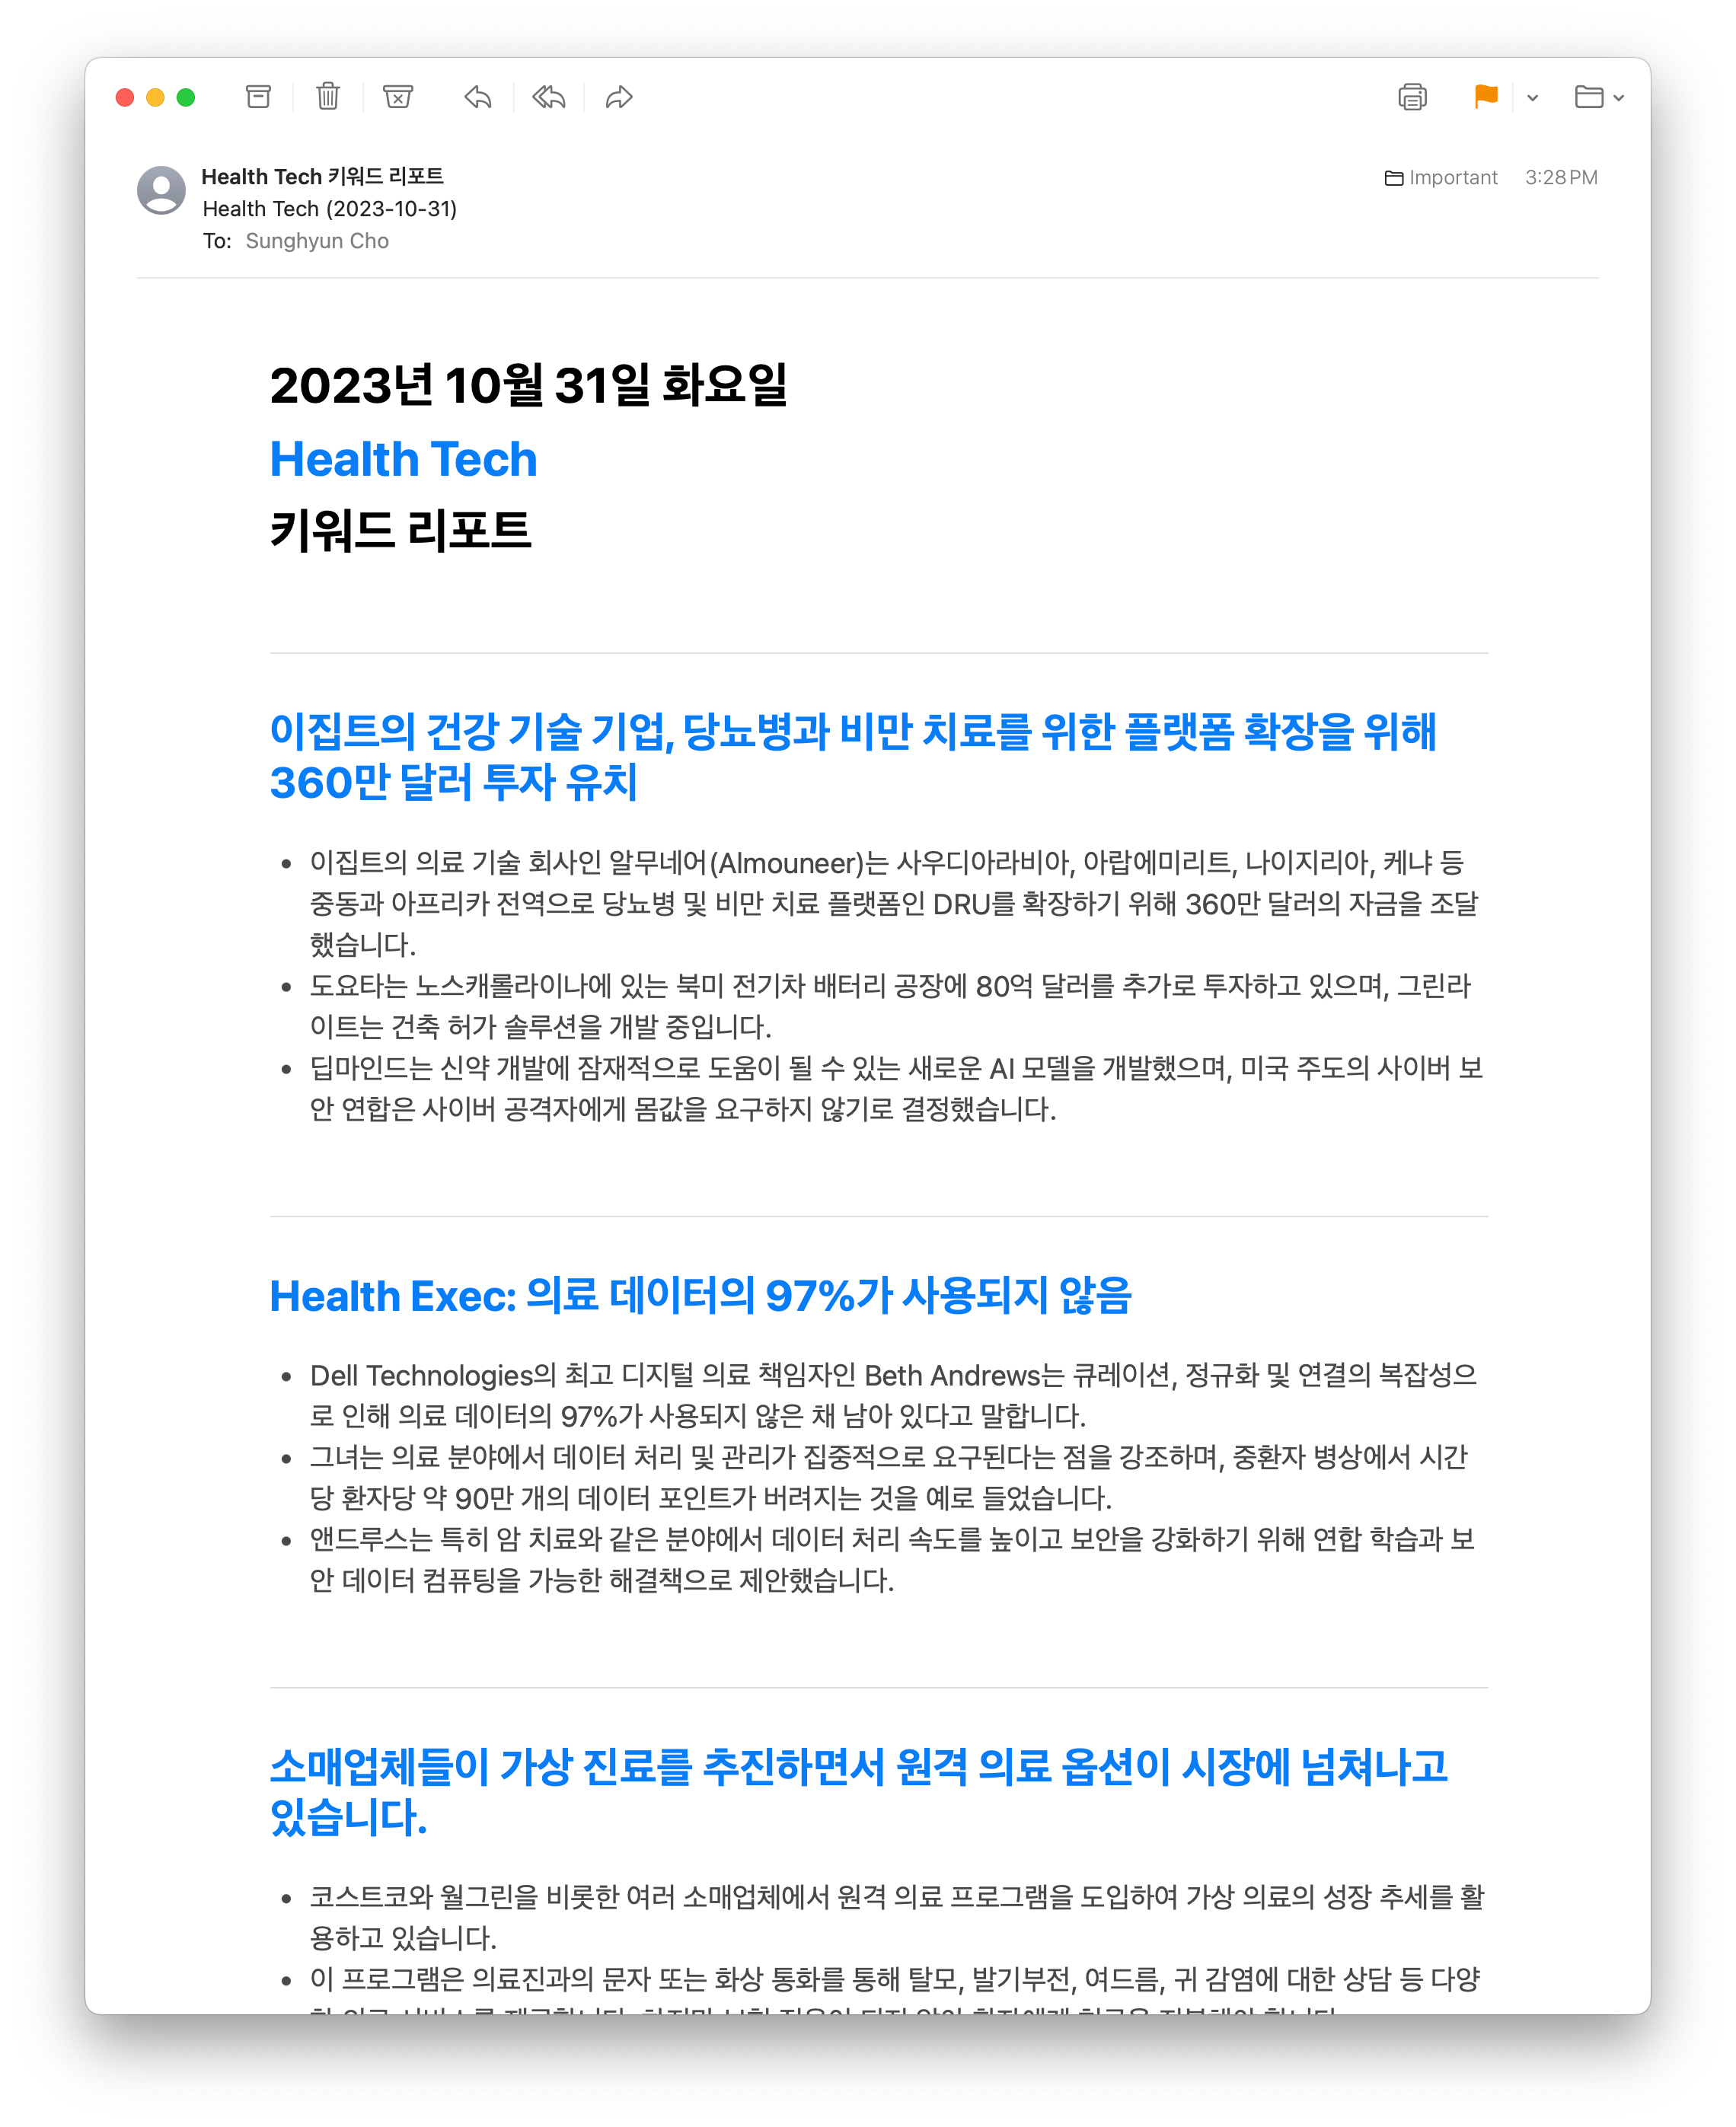 Health Tech 키워드 리포트
Important 3:28 PM
Health Tech (2023-10-31)
To: Sunghyun Cho
2023년 10월 31일 화요일
Health Tech
키워드 리포트
이집트의 건강 기술 기업, 당뇨병과 비만 치료를 위한 플랫폼 확장을 위해
360만 달러 투자 유치
• 이집트의 의료 기술 회사인 알무네어(Almouneer)는 사우디아라비아, 아랍에미리트, 나이지리아, 케냐 등
중동과 아프리카 전역으로 당뇨병 및 비만 치료 플랫폼인 DRU를 확장하기 위해 360만 달러의 자금을 조달
했습니다.
• 도요타는 노스캐롤라이나에 있는 북미 전기차 배터리 공장에 80억 달러를 추가로 투자하고 있으며, 그린라
이트는 건축 허가 솔루션을 개발 중입니다.
• 딥마인드는 신약 개발에 잠재적으로 도움이 될 수 있는 새로운 AI 모델을 개발했으며, 미국 주도의 사이버 보
안 연합은 사이버 공격자에게 몸값을 요구하지 않기로 결정했습니다.
Health Exec: 의료 데이터의 97%가 사용되지 않음
• Dell Technologies의 최고 디지털 의료 책임자인 Beth Andrews는 큐레이션, 정규화 및 연결의 복잡성으
로 인해 의료 데이터의 97%가 사용되지 않은 채 남아 있다고 말합니다.
• 그녀는 의료 분야에서 데이터 처리 및 관리가 집중적으로 요구된다는 점을 강조하며, 중환자 병상에서 시간
당 환자당 약 90만 개의 데이터 포인트가 버려지는 것을 예로 들었습니다.
• 앤드루스는 특히 암 치료와 같은 분야에서 데이터 처리 속도를 높이고 보안을 강화하기 위해 연합 학습과 보
안 데이터 컴퓨팅을 가능한 해결책으로 제안했습니다.
소매업체들이 가상 진료를 추진하면서 원격 의료 옵션이 시장에 넘쳐나고
있습니다.
• 코스트코와 월그린을 비롯한 여러 소매업체에서 원격 의료 프로그램을 도입하여 가상 의료의 성장 추세를 활
용하고 있습니다.
• 이 프로그램은 의료진과의 문자 또는 화상 통화를 통해 탈모, 발기부전, 여드름, 귀 감염에 대한 상담 등 다양